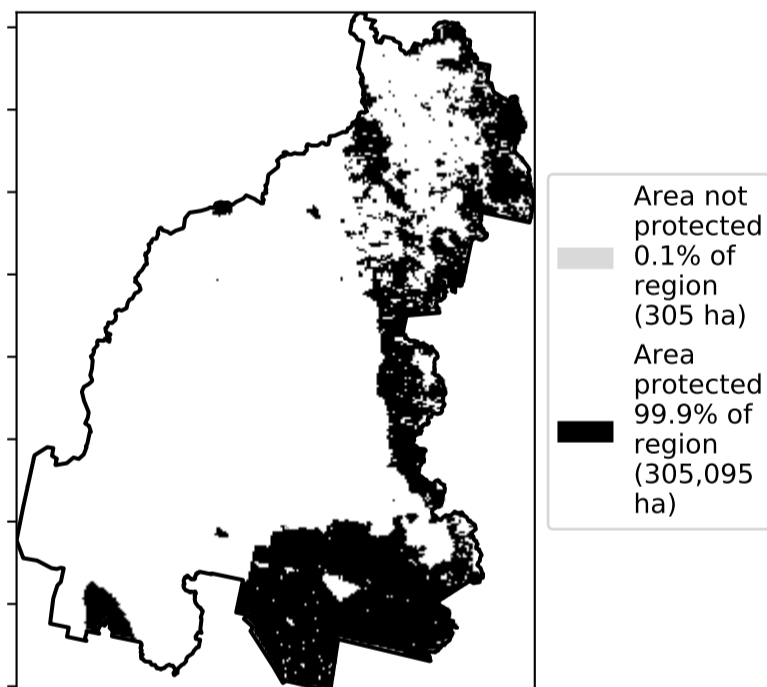 Area not
protected
0.1% of
region
(305 ha)
Area
protected
99.9% of
region
(305,095
ha)